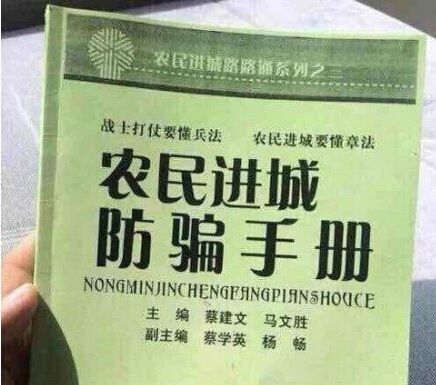 农民进城路路通系列之二
战士打仗要懂兵法 农民进城要懂章法
农民进城
防骗手册
NONGMINJINCHENGFANGPIANSHOUCE
主 编 蔡建文 马文胜
副主编 蔡学英 杨 畅